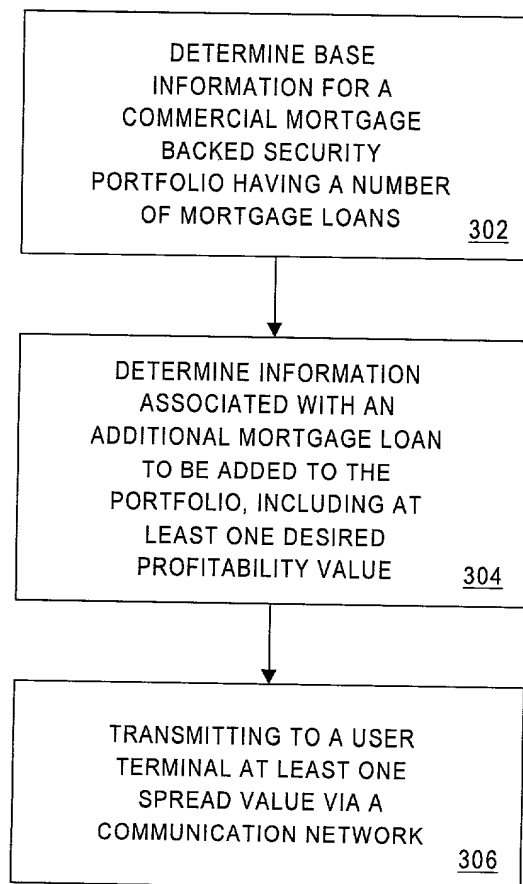 DETERMINE BASE
INFORMATION FOR A
COMMERCIAL MORTGAGE
BACKED SECURITY
PORTFOLIO HAVING A NUMBER
OF MORTGAGE LOANS
302
DETERMINE INFORMATION
ASSOCIATED WITH AN
ADDITIONAL MORTGAGE LOAN
TO BE ADDED TO THE
PORTFOLIO, INCLUDING AT
LEAST ONE DESIRED
PROFITABILITY VALUE
304
TRANSMITTING TO A USER
TERMINAL AT LEAST ONE
SPREAD VALUE VIA A
COMMUNICATION NETWORK
306